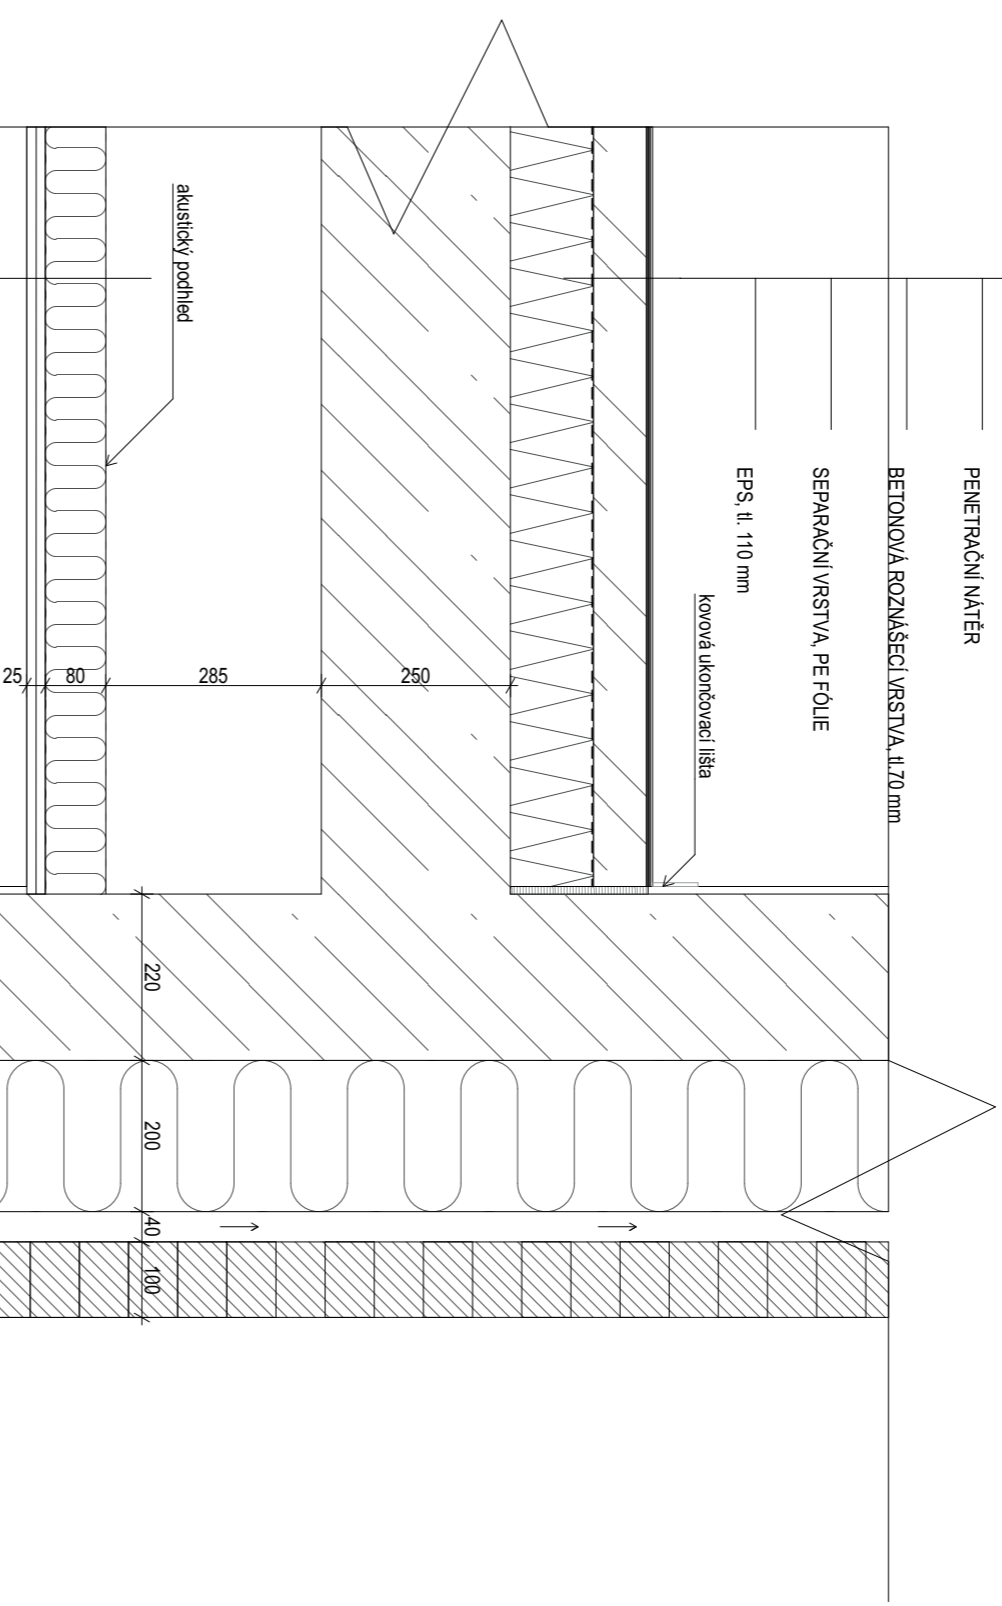 PENETRAČNÍ NÁTĚR
BETONOVÁ ROZNÁŠECÍ VRSTVA, tl.70 mm
SEPARAČNÍ VRSTVA, PE FÓLIE
EPS, tl. 110 mm
kovová ukončovací lišta
akustický podhled
250
285
80
25
220
200
40
100